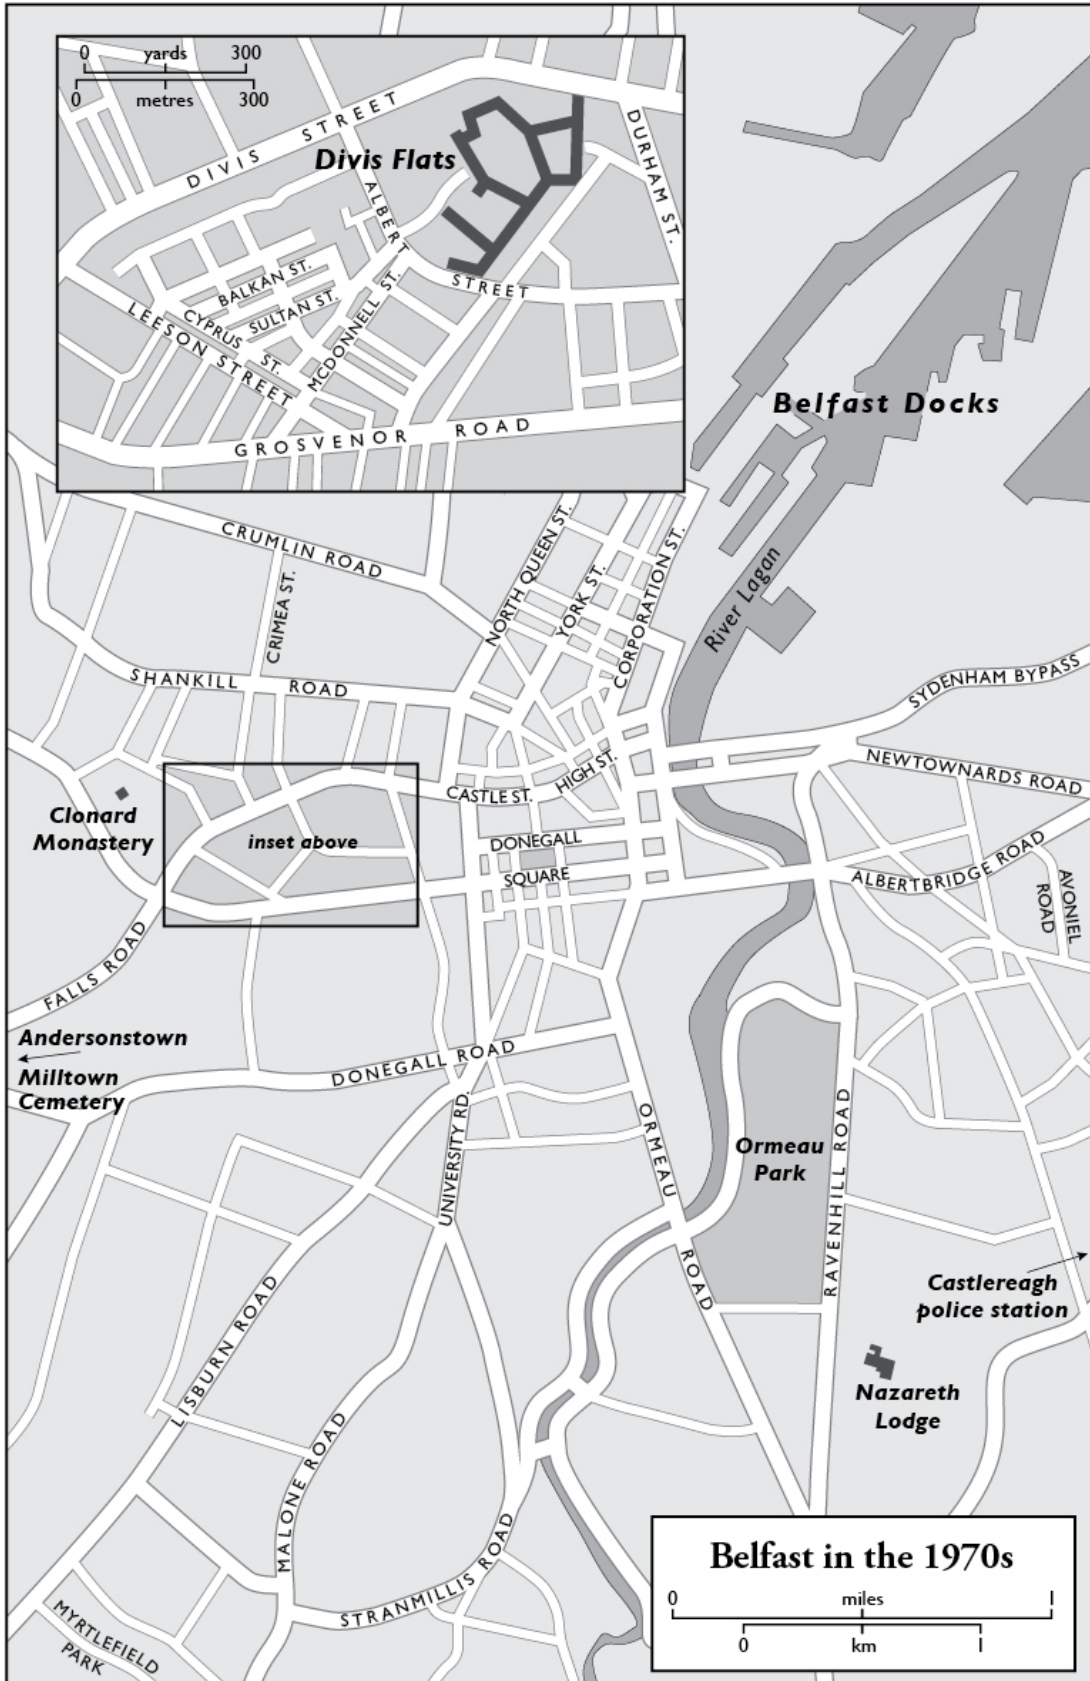 0 yards 300
0 metres 300
DIVIS STREET
Divis Flats
DURHAM ST.
ALBERT
STREET
BALKAN ST.
SULTAN ST.
CYPRUS ST.
LEESON STREET
MCDONNELL ST.
GROSVENOR ROAD
Belfast Docks
CRUMLIN ROAD
CRIMEA ST.
NORTH QUEEN ST.
YORK ST.
CORPORATION ST.
River Lagan
SHANKILL ROAD
SYDENHAM BYPASS
NEWTOWNARDS ROAD
CASTLE ST.
HIGH ST.
Clonard
Monastery
inset above
DONEGALL
SQUARE
ALBERTBRIDGE ROAD
AVONIEL
ROAD
FALLS ROAD
Andersonstown
Milltown
Cemetery
DONEGALL ROAD
UNIVERSITY RD.
ORMEAU
ROAD
Ormeau
Park
RAVENHILL ROAD
Castlereagh
police station
LISBURN ROAD
Nazareth
Lodge
MALONE ROAD
STRANMILLIS ROAD
MYRTLEFIELD
PARK
Belfast in the 1970s
0 miles 1
0 km 1